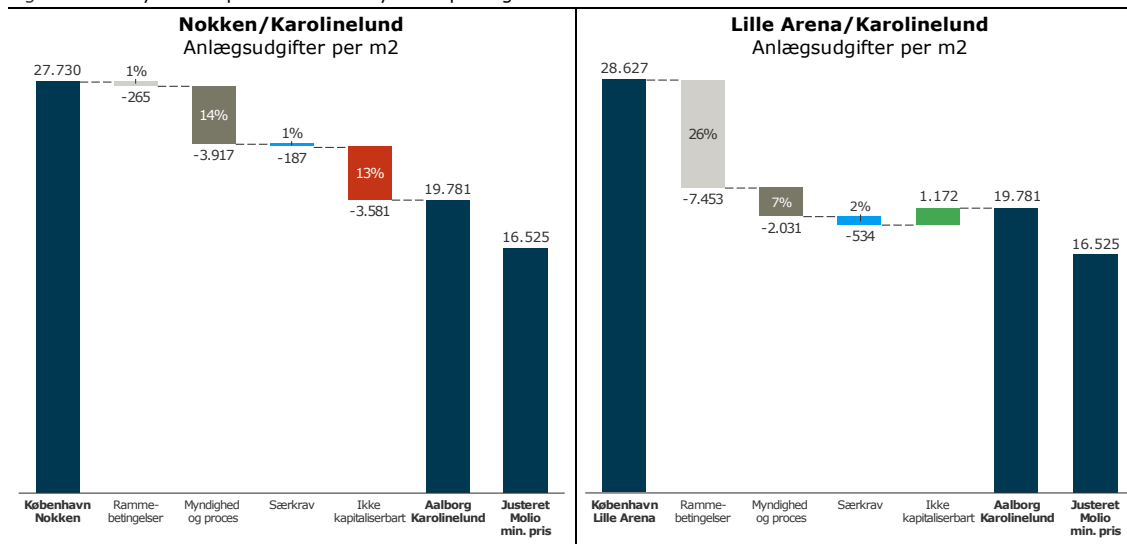 Nokken/Karolinelund
Anlægsudgifter per m2
27.730
1%
-265
14%
-3.917
1%
-187
13%
-3.581
19.781
16.525
København
Nokken
Ramme-
betingelser
Myndighed
og proces
Særkrav
Ikke
kapitaliserbart
Aalborg
Karolinelund
Justeret
Molio
min. pris
Lille Arena/Karolinelund
Anlægsudgifter per m2
28.627
26%
-7.453
7%
-2.031
2%
-534
1.172
19.781
16.525
København
Lille Arena
Ramme-
betingelser
Myndighed
og proces
Særkrav
Ikke
kapitaliserbart
Aalborg
Karolinelund
Justeret
Molio
min. pris